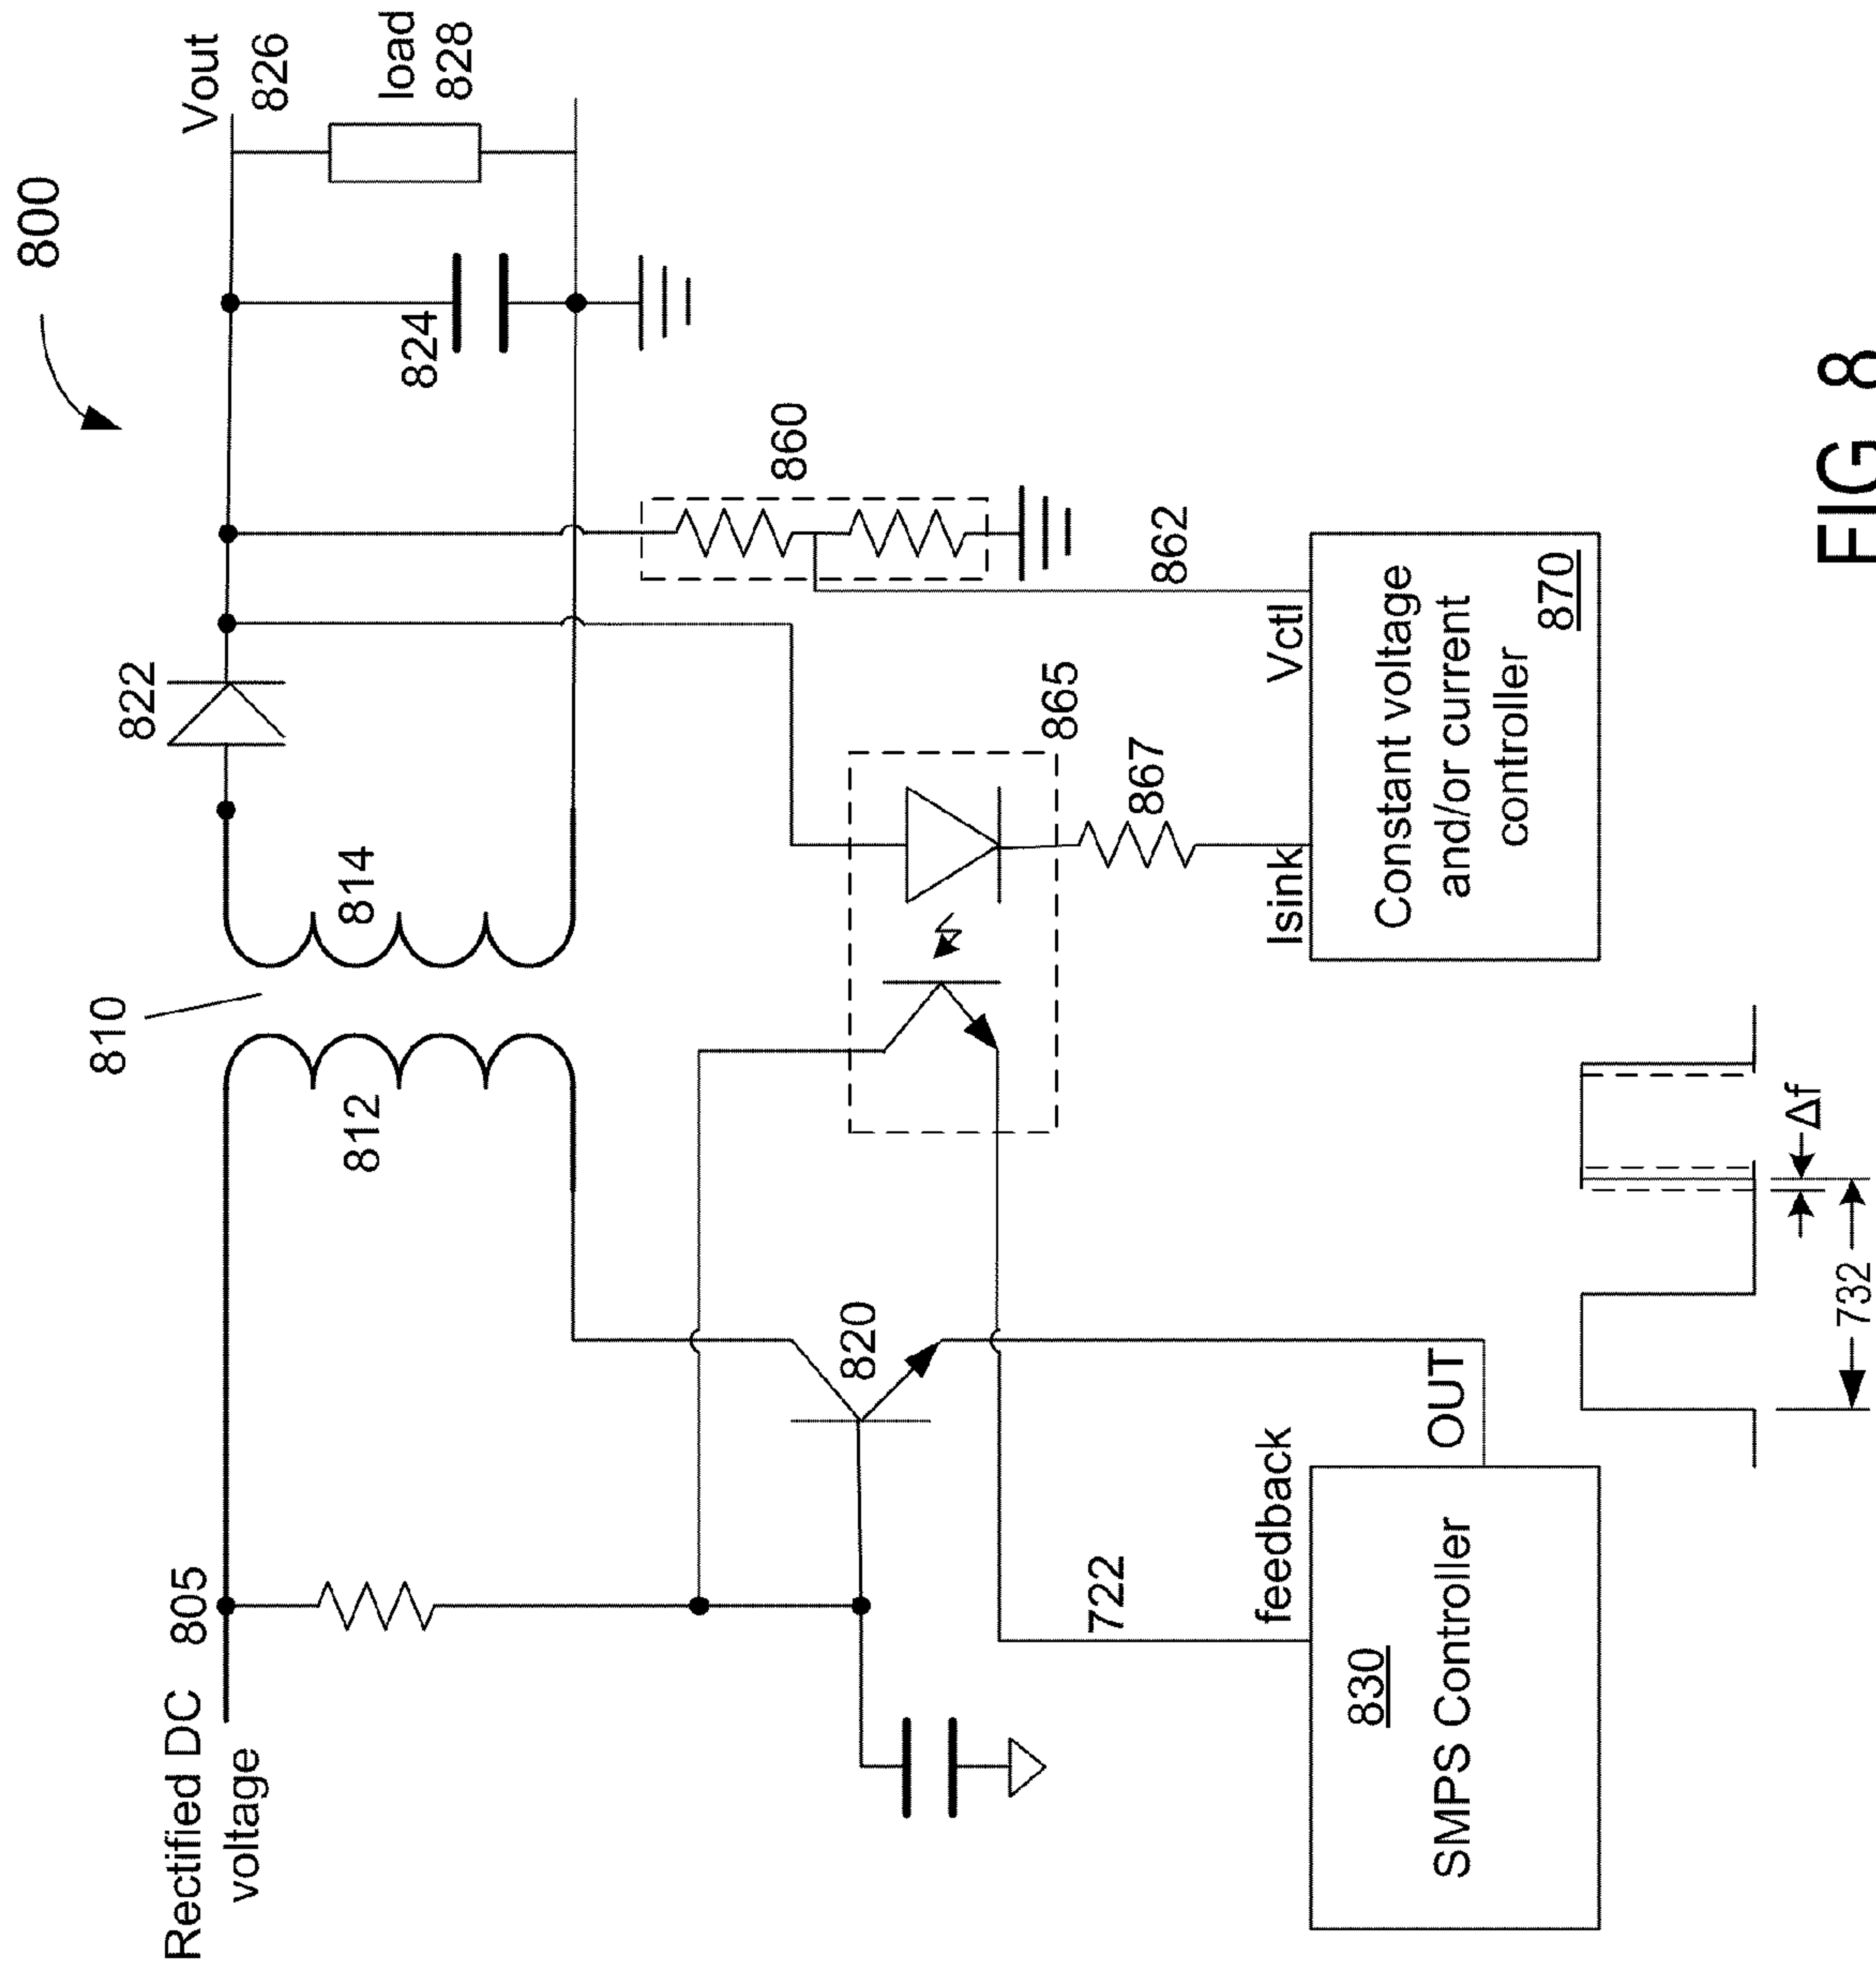 800
Rectified DC
voltage
805
810
812
814
822
824
Vout
826
load
828
820
860
865
867
862
722
feedback
OUT
830
SMPS Controller
Isink
Vctl
Constant voltage
and/or current
controller
870
732
Δf
FIG 8